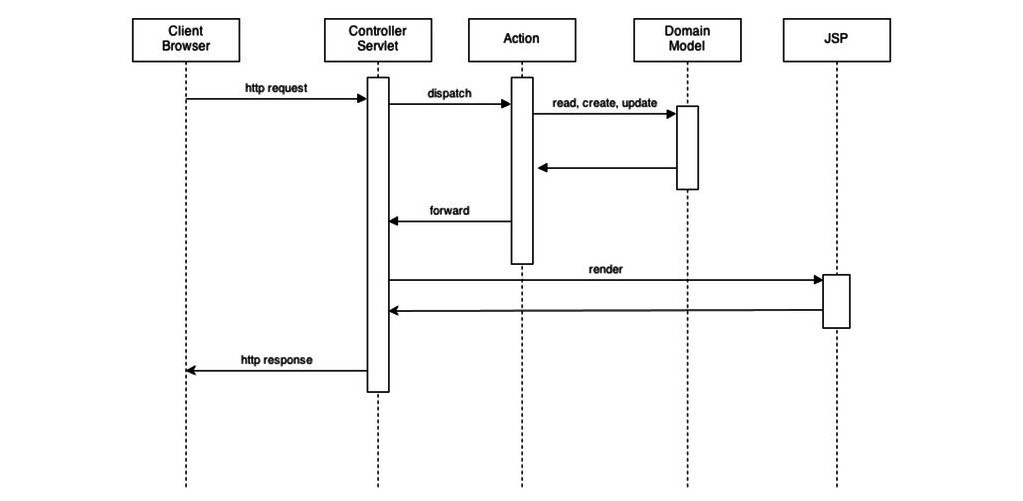 Client
Browser
Controller
Servlet
Action
Domain
Model
JSP
http request
dispatch
read, create, update
forward
render
http response